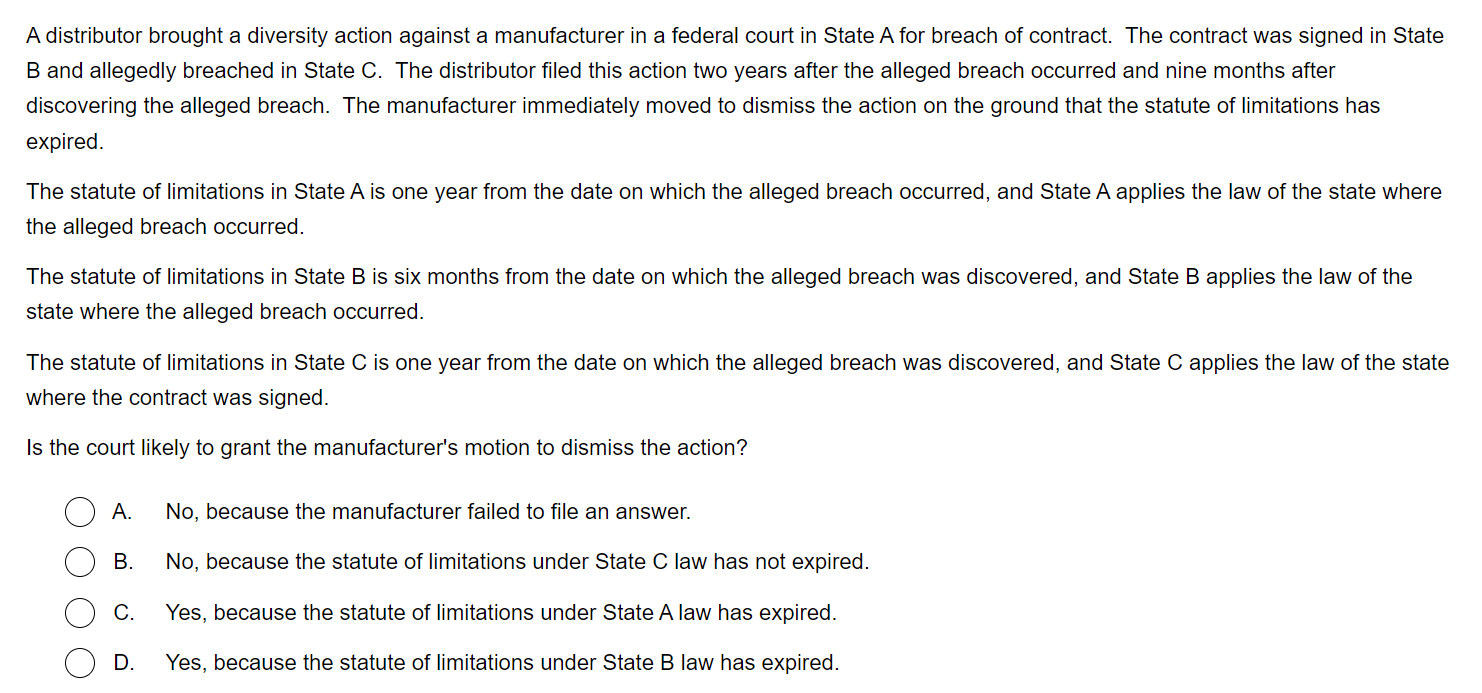 A distributor brought a diversity action against a manufacturer in a federal court in State A for breach of contract.  The contract was signed in State
B and allegedly breached in State C.  The distributor filed this action two years after the alleged breach occurred and nine months after
discovering the alleged breach.  The manufacturer immediately moved to dismiss the action on the ground that the statute of limitations has
expired.
The statute of limitations in State A is one year from the date on which the alleged breach occurred, and State A applies the law of the state where
the alleged breach occurred.
The statute of limitations in State B is six months from the date on which the alleged breach was discovered, and State B applies the law of the
state where the alleged breach occurred.
The statute of limitations in State C is one year from the date on which the alleged breach was discovered, and State C applies the law of the state
where the contract was signed.
Is the court likely to grant the manufacturer's motion to dismiss the action?
A. No, because the manufacturer failed to file an answer.
B. No, because the statute of limitations under State C law has not expired.
C. Yes, because the statute of limitations under State A law has expired.
D. Yes, because the statute of limitations under State B law has expired.